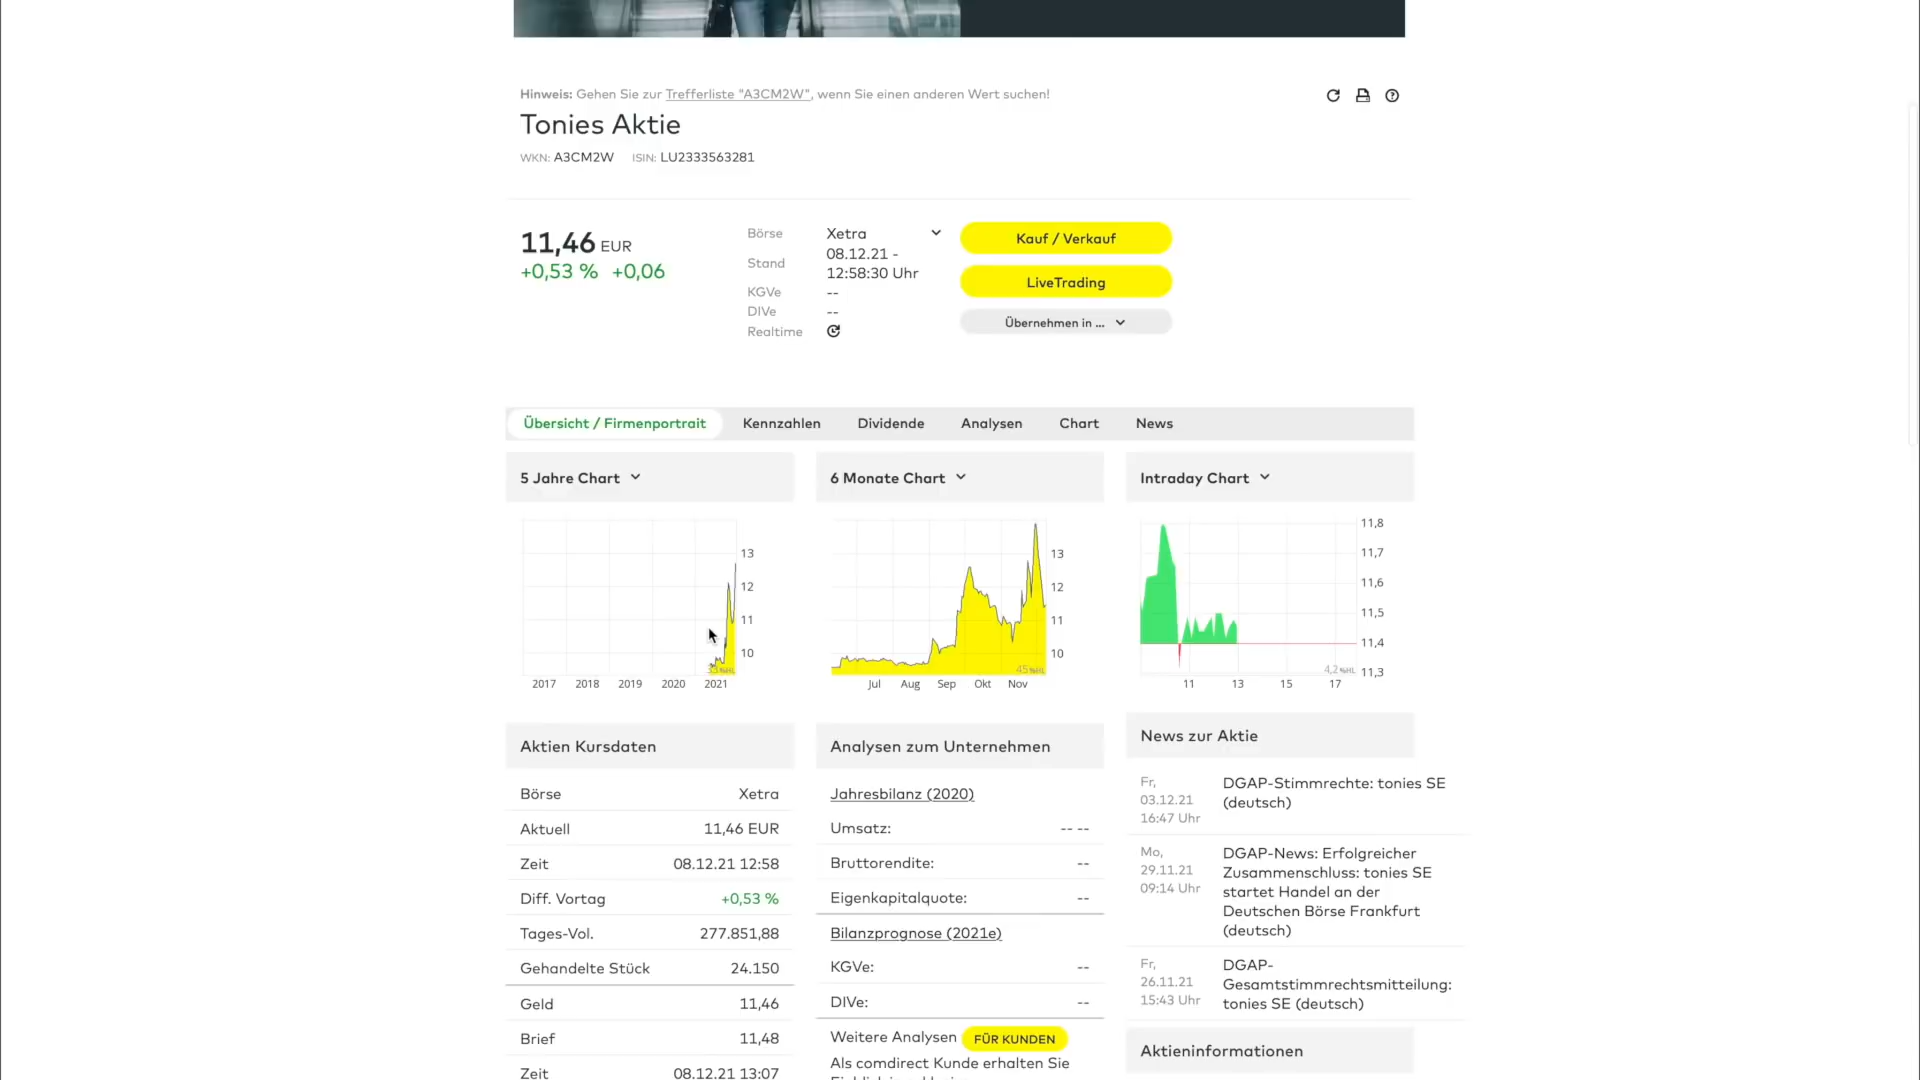 Hinweis: Gehen Sie zur Trefferliste "A3CM2W", wenn Sie einen anderen Wert suchen!
Tonies Aktie
WKN: A3CM2W ISIN: LU2333563281
11,46 EUR
+0,53 % +0,06
Börse Xetra
Stand 08.12.21 -
12:58:30 Uhr
KGVe --
DIVe --
Realtime
Kauf / Verkauf
LiveTrading
Übernehmen in ...
Übersicht / Firmenportrait Kennzahlen Dividende Analysen Chart News
5 Jahre Chart
13
12
11
10
2017 2018 2019 2020 2021
6 Monate Chart
13
12
11
10
45 %HL
Jul Aug Sep Okt Nov
Intraday Chart
11,8
11,7
11,6
11,5
11,4
11,3
4,2 %HL
11 13 15 17
Aktien Kursdaten
Börse Xetra
Aktuell 11,46 EUR
Zeit 08.12.21 12:58
Diff. Vortag +0,53 %
Tages-Vol. 277.851,88
Gehandelte Stück 24.150
Geld 11,46
Brief 11,48
Zeit 08.12.21 13:07
Analysen zum Unternehmen
Jahresbilanz (2020)
Umsatz: -- --
Bruttorendite: --
Eigenkapitalquote: --
Bilanzprognose (2021e)
KGVe: --
DIVe: --
Weitere Analysen FÜR KUNDEN
Als comdirect Kunde erhalten Sie
News zur Aktie
Fr,
03.12.21
16:47 Uhr
DGAP-Stimmrechte: tonies SE
(deutsch)
Mo,
29.11.21
09:14 Uhr
DGAP-News: Erfolgreicher
Zusammenschluss: tonies SE
startet Handel an der
Deutschen Börse Frankfurt
(deutsch)
Fr,
26.11.21
15:43 Uhr
DGAP-
Gesamtstimmrechtsmitteilung:
tonies SE (deutsch)
Aktieninformationen